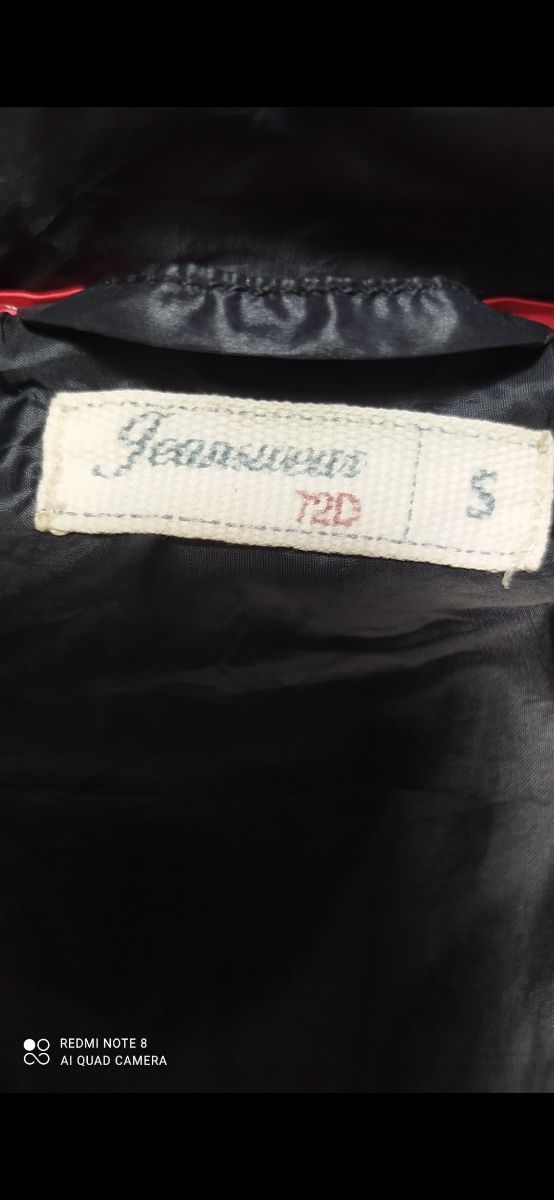 Jeanswear
72D
S
REDMI NOTE 8
AI QUAD CAMERA